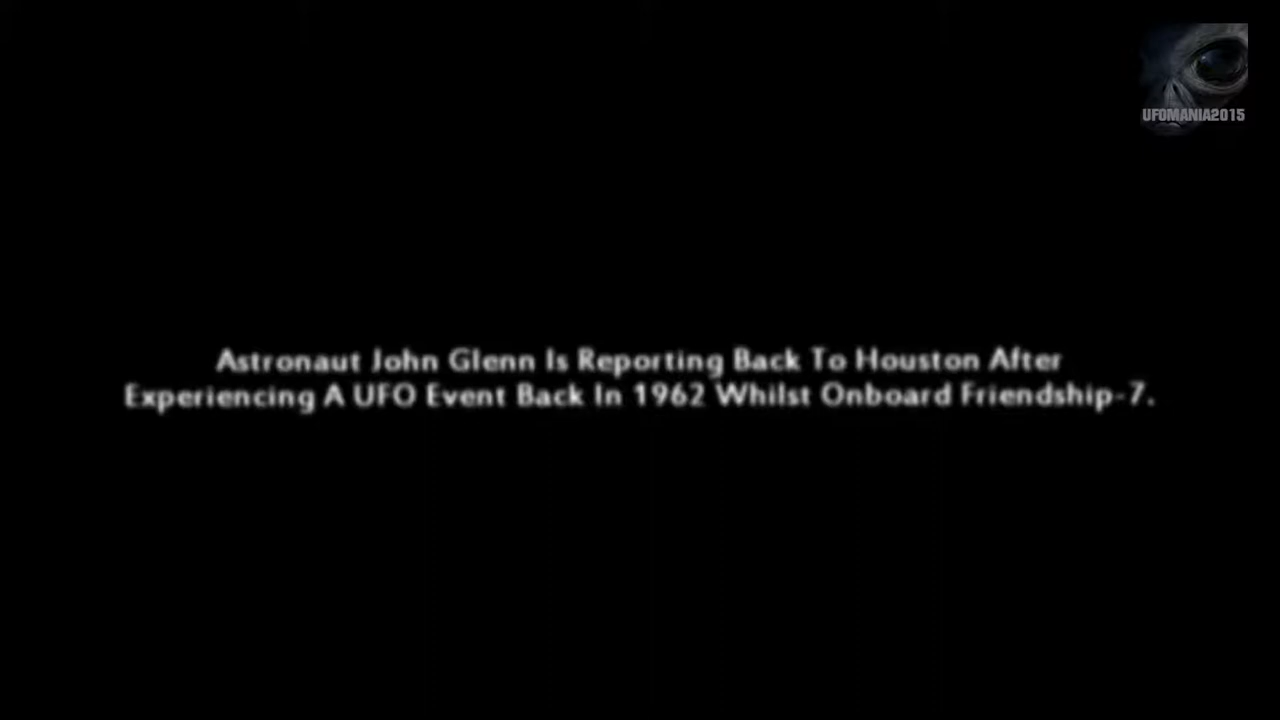 UFOMANIA2015
Astronaut John Glenn Is Reporting Back To Houston After
Experiencing A UFO Event Back In 1962 Whilst Onboard Friendship-7.